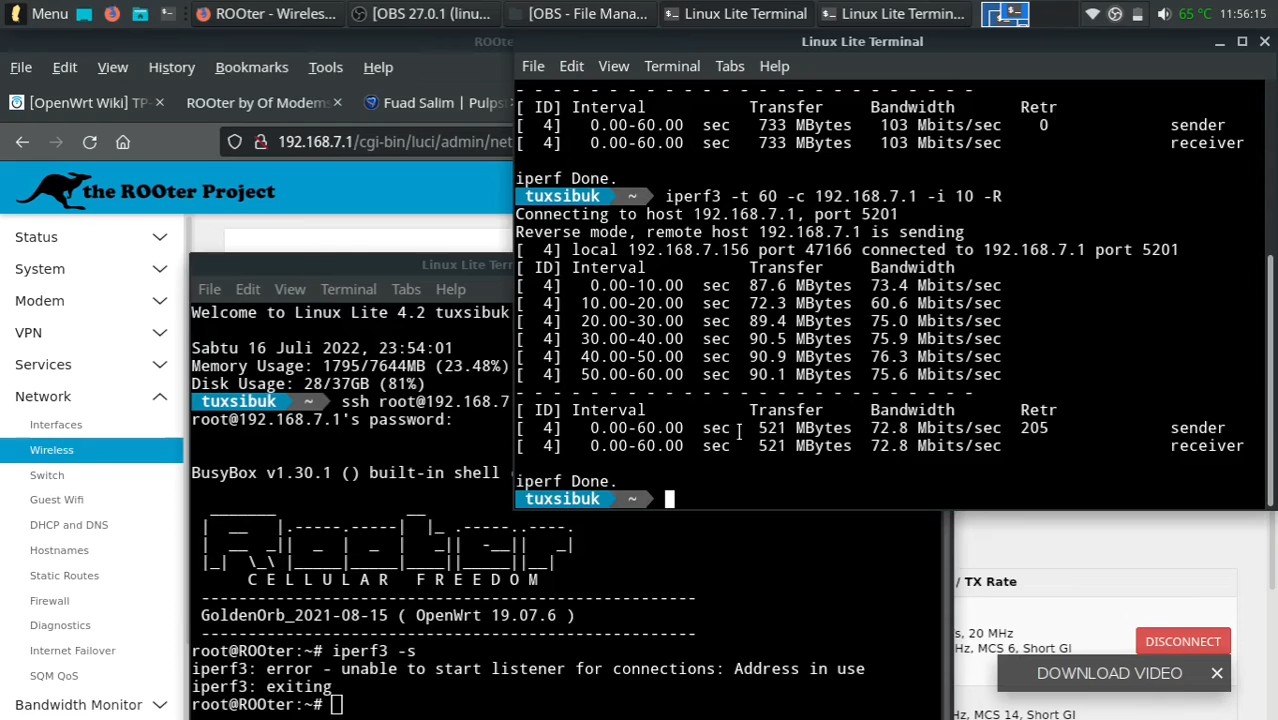 Menu
ROOter - Wireles...
[OBS 27.0.1 (linu...
[OBS - File Mana...
Linux Lite Terminal
Linux Lite Termin...
65 °C
11:56:15
ROOte
File Edit View History Bookmarks Tools Help
[OpenWrt Wiki] TP-
ROOter by Of Modems
Fuad Salim | Pulps
192.168.7.1/cgi-bin/luci/admin/net
the ROOter Project
Status
System
Modem
VPN
Services
Network
Interfaces
Wireless
Switch
Guest Wifi
DHCP and DNS
Hostnames
Static Routes
Firewall
Diagnostics
Load Balancing
SQM QoS
Bandwidth Monitor
Linux Lite Terminal
File Edit View Terminal Tabs Help
- - - - - - - - - - - - - - - - - - - - - - - - -
[ ID] Interval Transfer Bandwidth Retr
[ 4] 0.00-60.00 sec 733 MBytes 103 Mbits/sec 0 sender
[ 4] 0.00-60.00 sec 733 MBytes 103 Mbits/sec receiver
iperf Done.
tuxsibuk ~ iperf3 -t 60 -c 192.168.7.1 -i 10 -R
Connecting to host 192.168.7.1, port 5201
Reverse mode, remote host 192.168.7.1 is sending
[ 4] local 192.168.7.156 port 47166 connected to 192.168.7.1 port 5201
[ ID] Interval Transfer Bandwidth
[ 4] 0.00-10.00 sec 87.6 MBytes 73.4 Mbits/sec
[ 4] 10.00-20.00 sec 72.3 MBytes 60.6 Mbits/sec
[ 4] 20.00-30.00 sec 89.4 MBytes 75.0 Mbits/sec
[ 4] 30.00-40.00 sec 90.5 MBytes 75.9 Mbits/sec
[ 4] 40.00-50.00 sec 90.9 MBytes 76.3 Mbits/sec
[ 4] 50.00-60.00 sec 90.1 MBytes 75.6 Mbits/sec
- - - - - - - - - - - - - - - - - - - - - - - - -
[ ID] Interval Transfer Bandwidth Retr
[ 4] 0.00-60.00 sec 521 MBytes 72.8 Mbits/sec 205 sender
[ 4] 0.00-60.00 sec 521 MBytes 72.8 Mbits/sec receiver
iperf Done.
tuxsibuk ~
Linux Lite Terr
File Edit View Terminal Tabs Help
Welcome to Linux Lite 4.2 tuxsibuk
Sabtu 16 Juli 2022, 23:54:01
Memory Usage: 1795/7644MB (23.48%)
Disk Usage: 28/37GB (81%)
tuxsibuk ~ ssh root@192.168.7
root@192.168.7.1's password:
BusyBox v1.30.1 () built-in shell
Rooter
C E L L U L A R F R E E D O M
GoldenOrb_2021-08-15 ( OpenWrt 19.07.6 )
root@ROOter:~# iperf3 -s
iperf3: error - unable to start listener for connections: Address in use
iperf3: exiting
root@ROOter:~#
/ TX Rate
s, 20 MHz
Hz, MCS 6, Short GI
DISCONNECT
DOWNLOAD VIDEO
Hz, MCS 14, Short GI